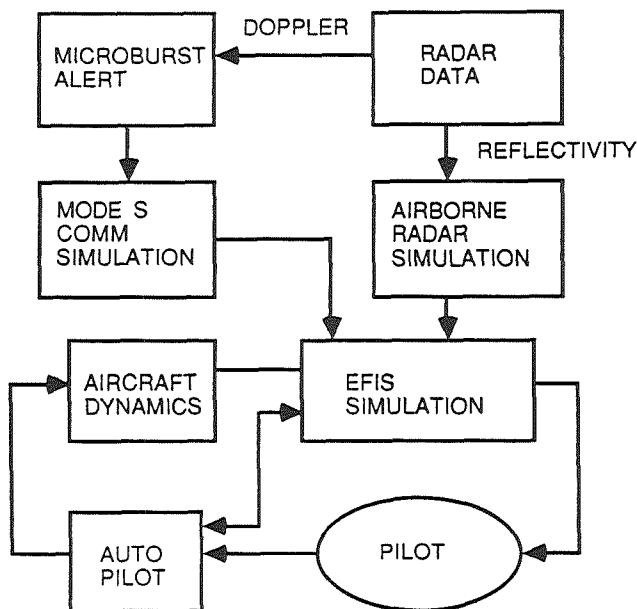 DOPPLER
MICROBURST
ALERT
RADAR
DATA
REFLECTIVITY
MODE S
COMM
SIMULATION
AIRBORNE
RADAR
SIMULATION
AIRCRAFT
DYNAMICS
EFIS
SIMULATION
AUTO
PILOT
PILOT